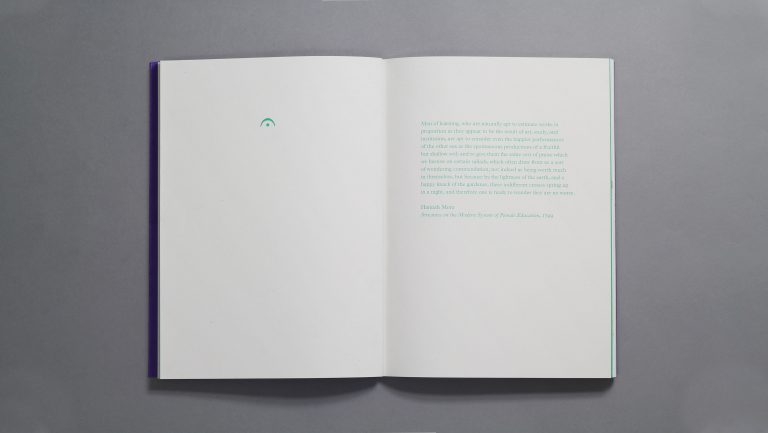 Men of learning, who are naturally apt to estimate works in
proportion as they appear to be the result of art, study, and
institution, are apt to consider even the happier performances
of the other sex as the spontaneous productions of a fruitful
but shallow soil; and to give them the same sort of praise which
we bestow on certain sallads, which often draw from us a sort
of wondering commendation; not indeed as being worth much
in themselves, but because by the lightness of the earth, and a
happy knack of the gardener, these indifferent cresses spring up
in a night, and therefore one is ready to wonder they are no worse.
Hannah More
Strictures on the Modern System of Female Education, 1799